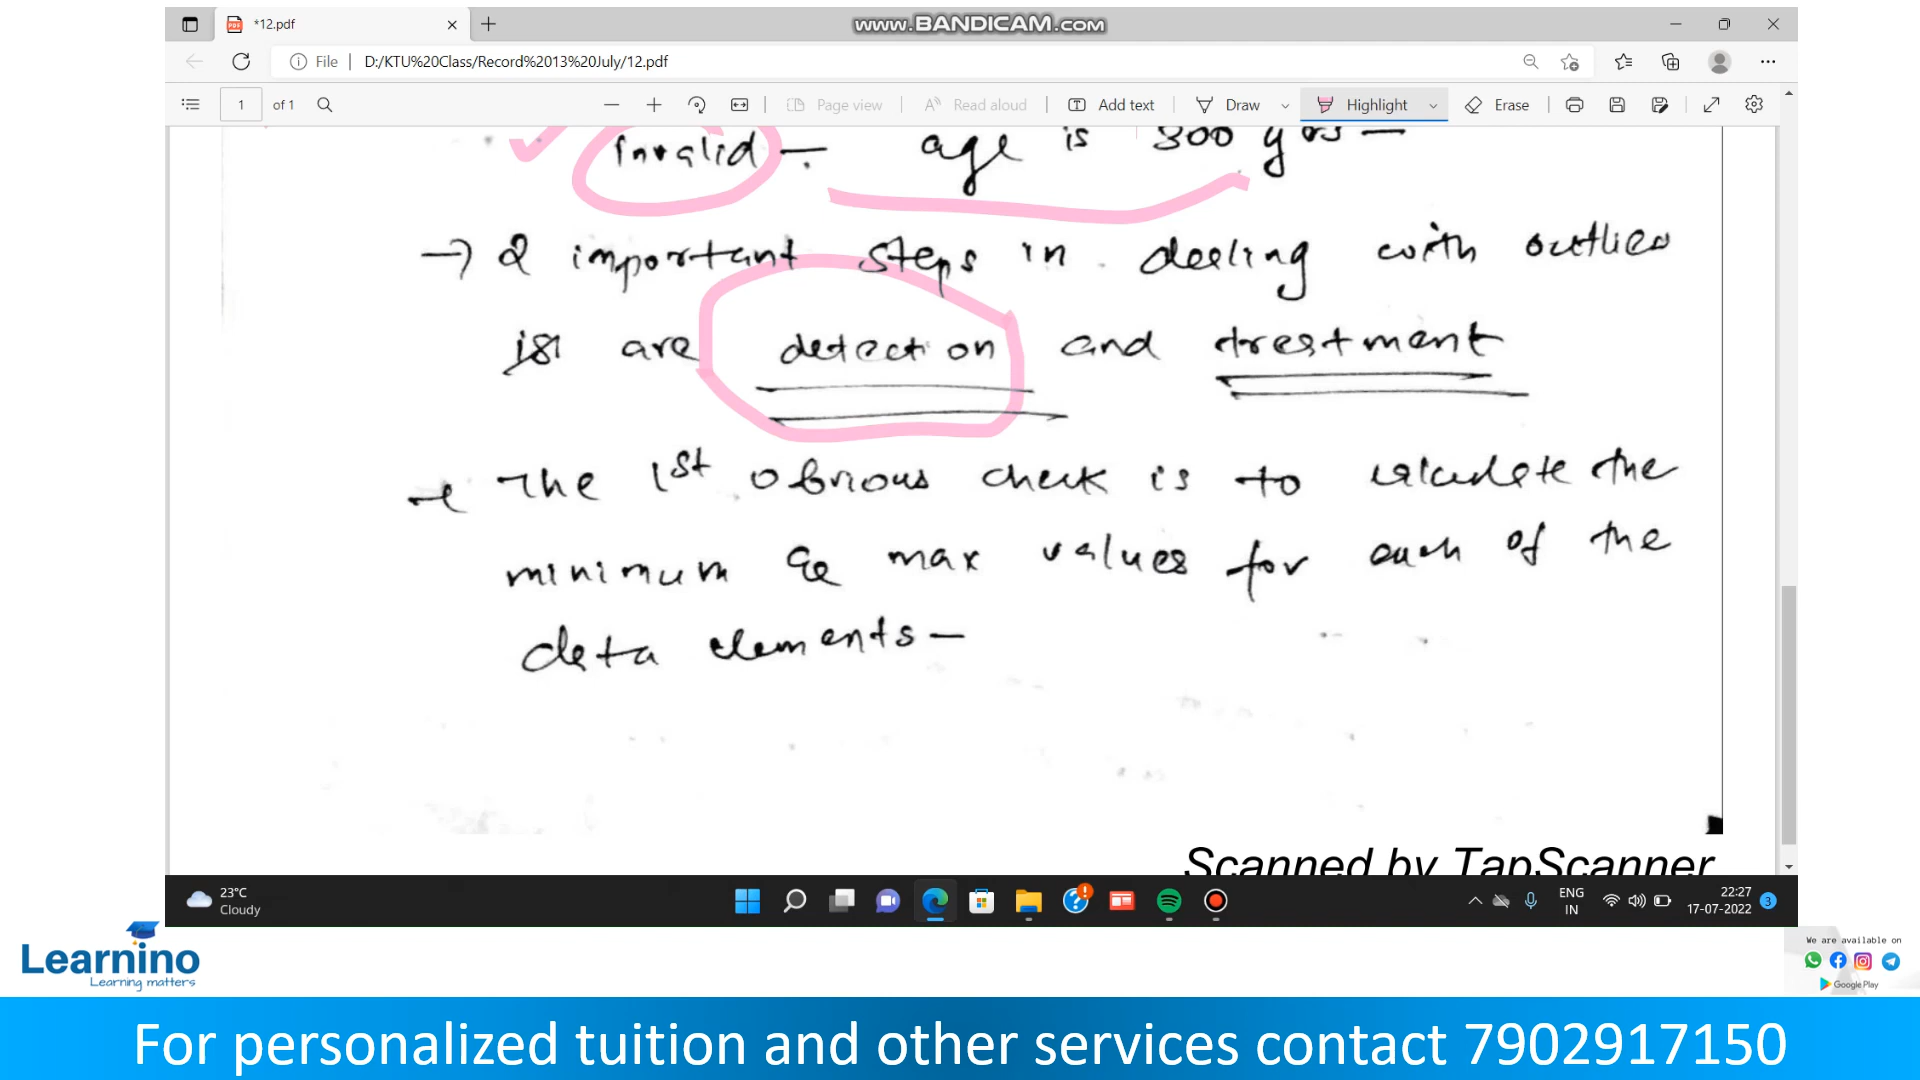 *12.pdf
www.BANDICAM.com
File | D:/KTU%20Class/Record%2013%20July/12.pdf
1 of 1 Page view Read aloud Add text Draw Highlight Erase
Invalid — age is 300 yrs —
→ 2 important steps in dealing with outlier
is are detection and treatment
→ The 1st obvious check is to calculate the
minimum & max values for each of the
data elements —
Scanned by TapScanner
23°C
Cloudy
ENG
IN
22:27
17-07-2022
3
Learnino
Learning matters
We are available on
Google Play
For personalized tuition and other services contact 7902917150